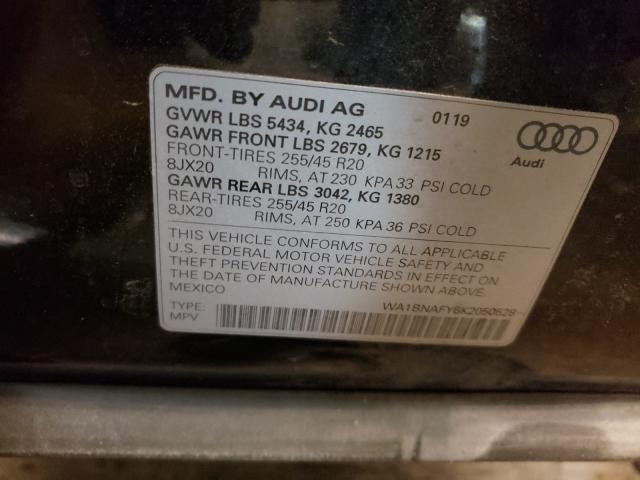 MFD. BY AUDI AG 0119
GVWR LBS 5434, KG 2465
GAWR FRONT LBS 2679, KG 1215
FRONT-TIRES 255/45 R20
8JX20 RIMS, AT 230 KPA 33 PSI COLD
GAWR REAR LBS 3042, KG 1380
REAR-TIRES 255/45 R20
8JX20 RIMS, AT 250 KPA 36 PSI COLD
Audi
THIS VEHICLE CONFORMS TO ALL APPLICABLE
U.S. FEDERAL MOTOR VEHICLE SAFETY AND
THEFT PREVENTION STANDARDS IN EFFECT ON
THE DATE OF MANUFACTURE SHOWN ABOVE.
MEXICO
TYPE: WA1BNAFY6K2050528
MPV